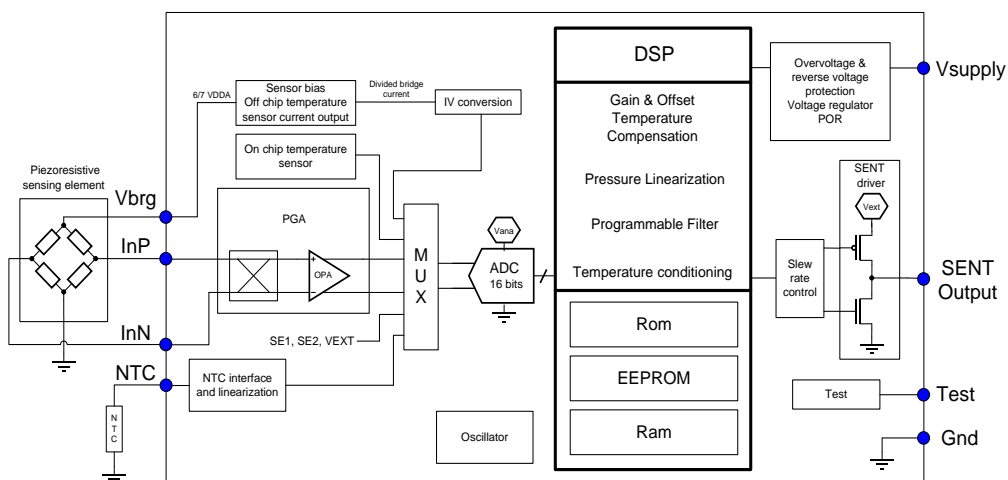 DSP
Overvoltage &
reverse voltage
protection
Voltage regulator
POR
Vsupply
6/7 VDDA
Sensor bias
Off chip temperature
sensor current output
Divided bridge
current
IV conversion
Gain & Offset
Temperature
Compensation
On chip temperature
sensor
Piezoresistive
sensing element
Vbrg
PGA
Pressure Linearization
SENT
driver
Vext
InP
OPA
M
U
X
Vana
ADC
16 bits
Programmable Filter
Temperature conditioning
Slew
rate
control
SENT
Output
InN
SE1, SE2, VEXT
Rom
NTC
NTC interface
and linearization
EEPROM
Test
Test
N
T
C
Oscillator
Ram
Gnd